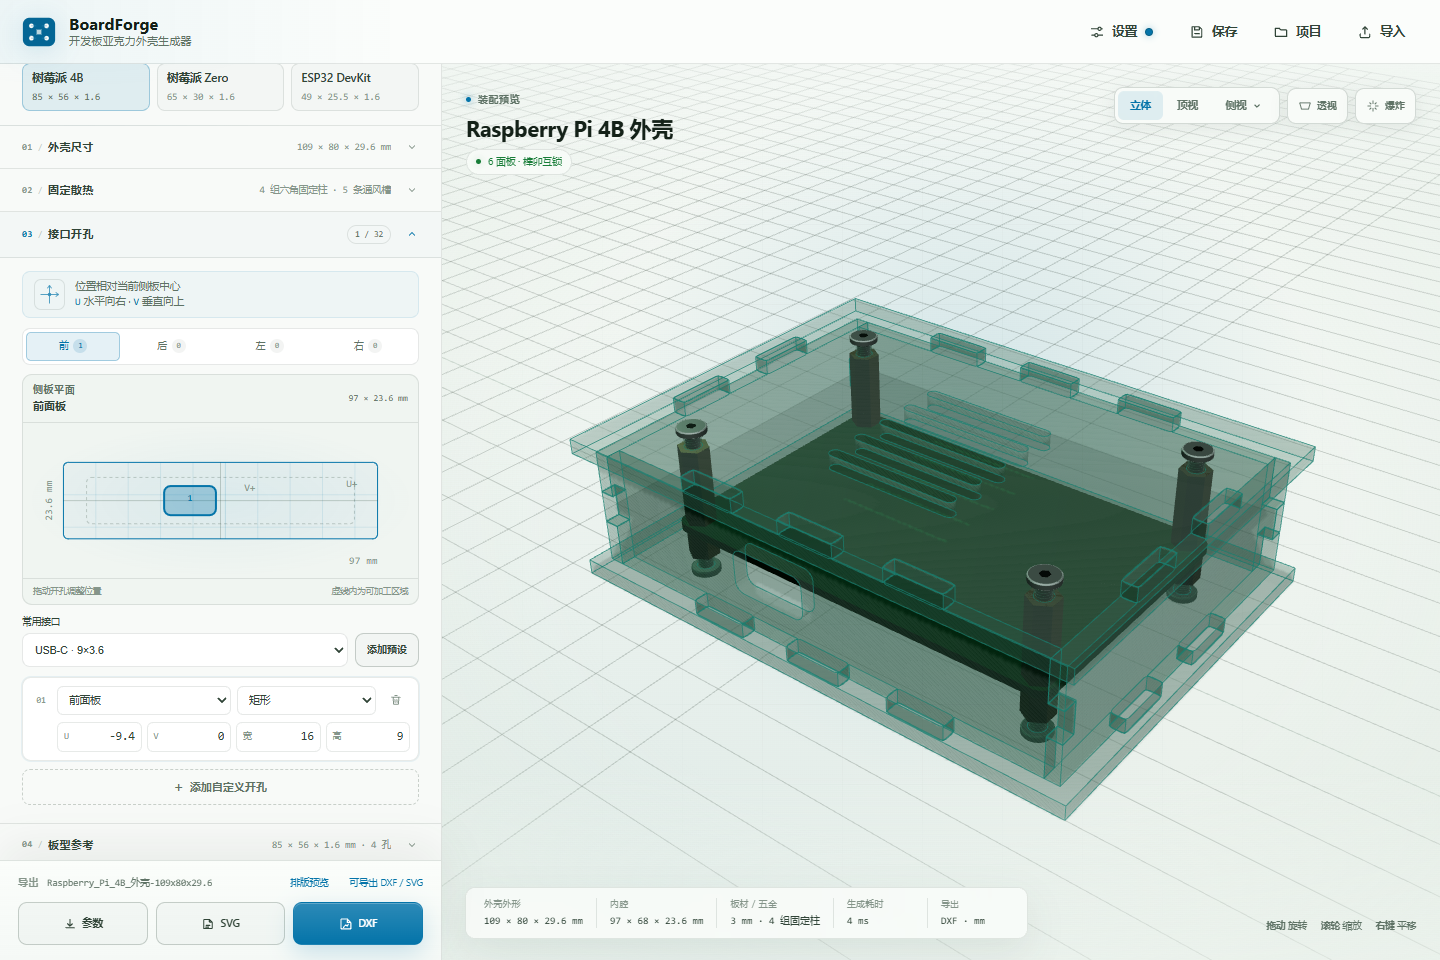 BoardForge
开发板亚克力外壳生成器
设置
保存
项目
导入
树莓派 4B
85 × 56 × 1.6
树莓派 Zero
65 × 30 × 1.6
ESP32 DevKit
49 × 25.5 × 1.6
01 / 外壳尺寸
109 × 80 × 29.6 mm
02 / 固定散热
4 组六角固定柱 · 5 条通风槽
03 / 接口开孔
1 / 32
位置相对当前侧板中心
U 水平向右 · V 垂直向上
前 1
后 0
左 0
右 0
侧板平面
前面板
97 × 23.6 mm
23.6 mm
1
V+
U+
97 mm
拖动开孔调整位置
虚线内为可加工区域
常用接口
USB-C · 9×3.6
添加预设
01
前面板
矩形
U -9.4
V 0
宽 16
高 9
+ 添加自定义开孔
04 / 板型参考
85 × 56 × 1.6 mm · 4 孔
导出 Raspberry_Pi_4B_外壳-109x80x29.6
排版预览
可导出 DXF / SVG
参数
SVG
DXF
装配预览
Raspberry Pi 4B 外壳
6 面板 · 榫卯互锁
立体
顶视
侧视
透视
爆炸
外壳外形
109 × 80 × 29.6 mm
内腔
97 × 68 × 23.6 mm
板材 / 五金
3 mm · 4 组固定柱
生成耗时
4 ms
导出
DXF · mm
拖动 旋转
滚轮 缩放
右键 平移